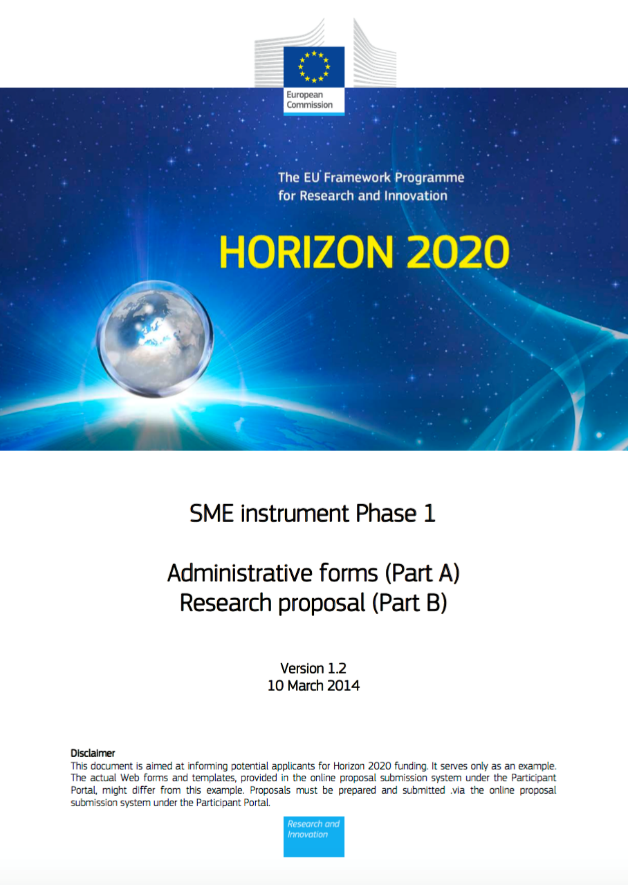 European
Commission
The EU Framework Programme
for Research and Innovation
HORIZON 2020
SME instrument Phase 1
Administrative forms (Part A)
Research proposal (Part B)
Version 1.2
10 March 2014
Disclaimer
This document is aimed at informing potential applicants for Horizon 2020 funding. It serves only as an example.
The actual Web forms and templates, provided in the online proposal submission system under the Participant
Portal, might differ from this example. Proposals must be prepared and submitted .via the online proposal
submission system under the Participant Portal.
Research and
Innovation